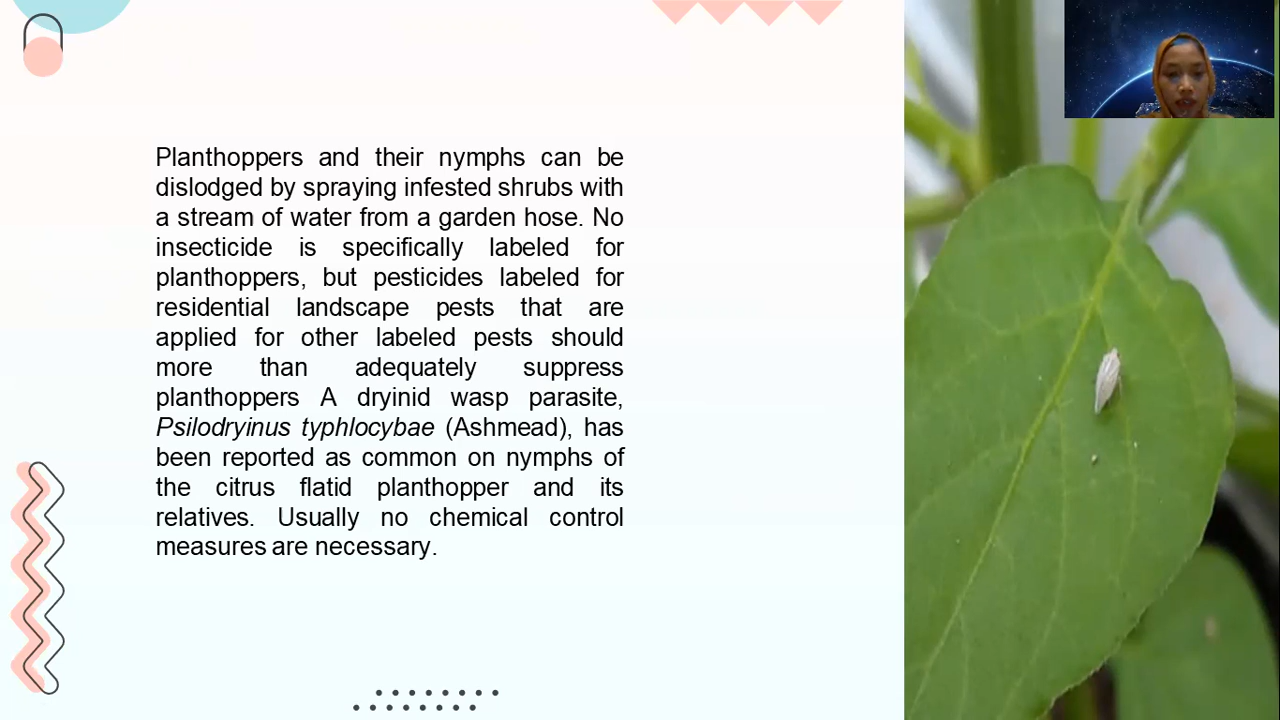 Planthoppers and their nymphs can be
dislodged by spraying infested shrubs with
a stream of water from a garden hose. No
insecticide is specifically labeled for
planthoppers, but pesticides labeled for
residential landscape pests that are
applied for other labeled pests should
more than adequately suppress
planthoppers A dryinid wasp parasite,
Psilodryinus typhlocybae (Ashmead), has
been reported as common on nymphs of
the citrus flatid planthopper and its
relatives. Usually no chemical control
measures are necessary.